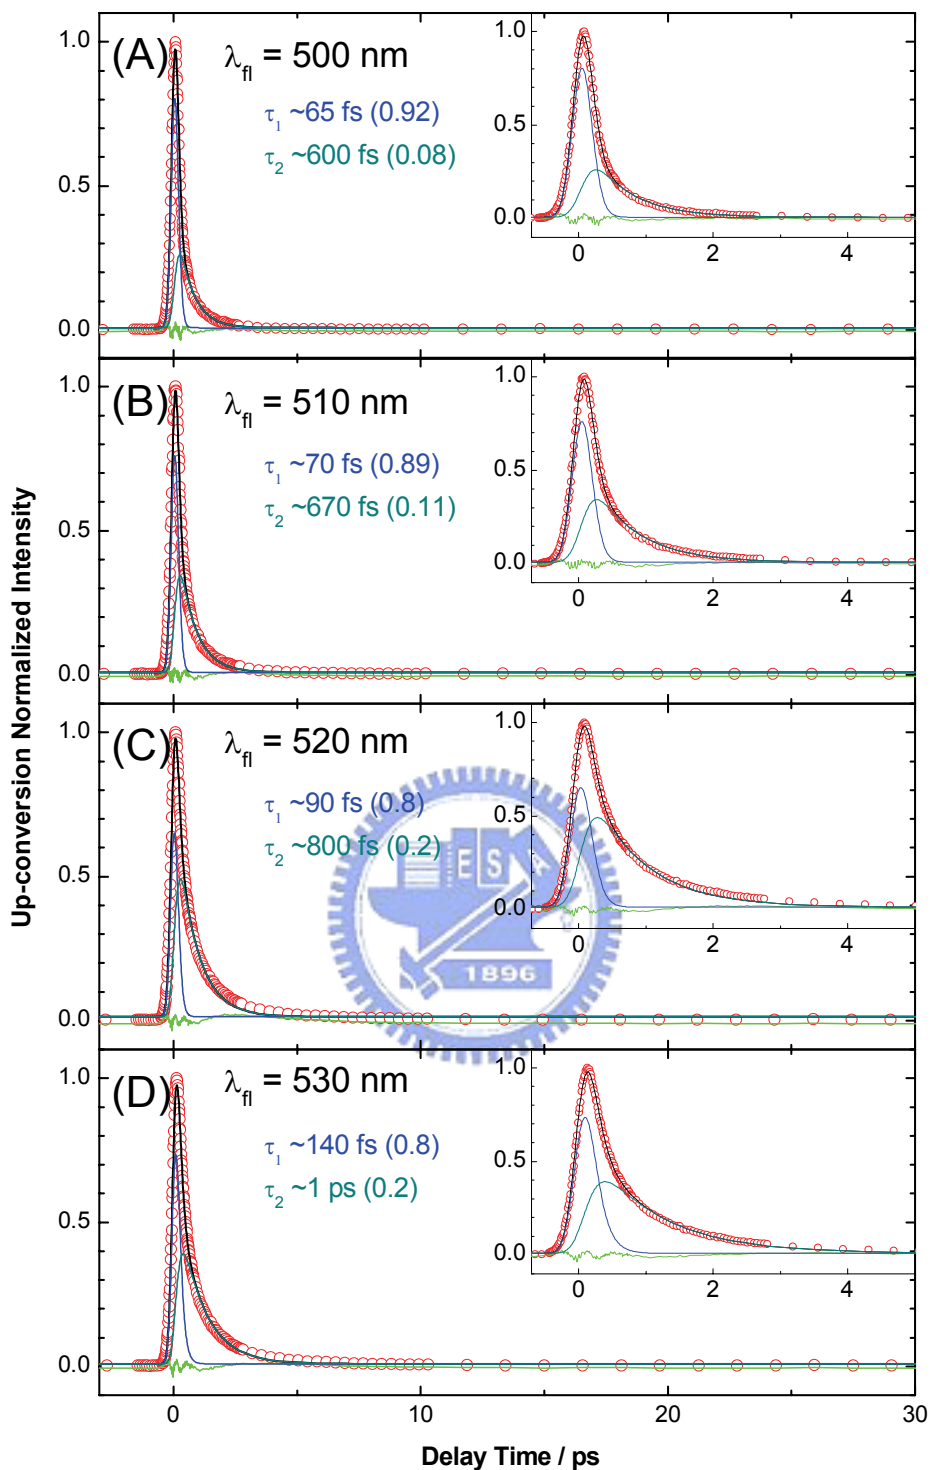 Up-conversion Normalized Intensity
(A) λfl = 500 nm
τ1 ~65 fs (0.92)
τ2 ~600 fs (0.08)
1.0
0.5
0.0
1.0
0.5
0.0
0 2 4
(B) λfl = 510 nm
τ1 ~70 fs (0.89)
τ2 ~670 fs (0.11)
1.0
0.5
0.0
1.0
0.5
0.0
0 2 4
(C) λfl = 520 nm
τ1 ~90 fs (0.8)
τ2 ~800 fs (0.2)
1.0
0.5
0.0
1.0
0.5
0.0
0 2 4
E S
1896
(D) λfl = 530 nm
τ1 ~140 fs (0.8)
τ2 ~1 ps (0.2)
1.0
0.5
0.0
1.0
0.5
0.0
0 2 4
0 10 20 30
Delay Time / ps